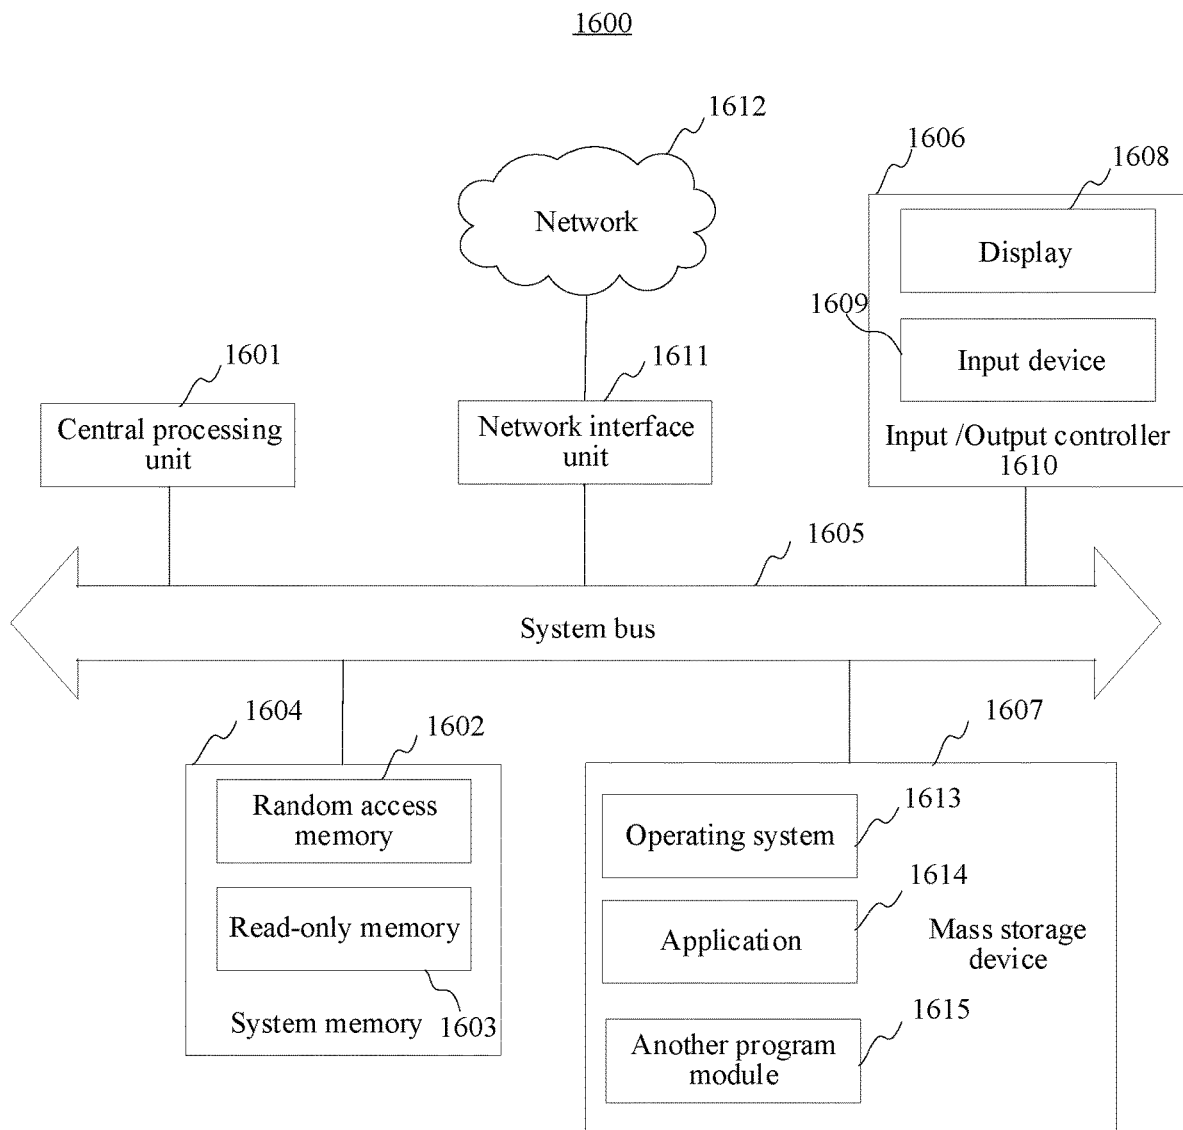 1600
1612
Network
1606
1608
Display
1609
Input device
Input /Output controller
1610
1601
Central processing
unit
1611
Network interface
unit
1605
System bus
1604
1602
Random access
memory
Read-only memory
System memory
1603
1607
1613
Operating system
1614
Application
Mass storage
device
1615
Another program
module